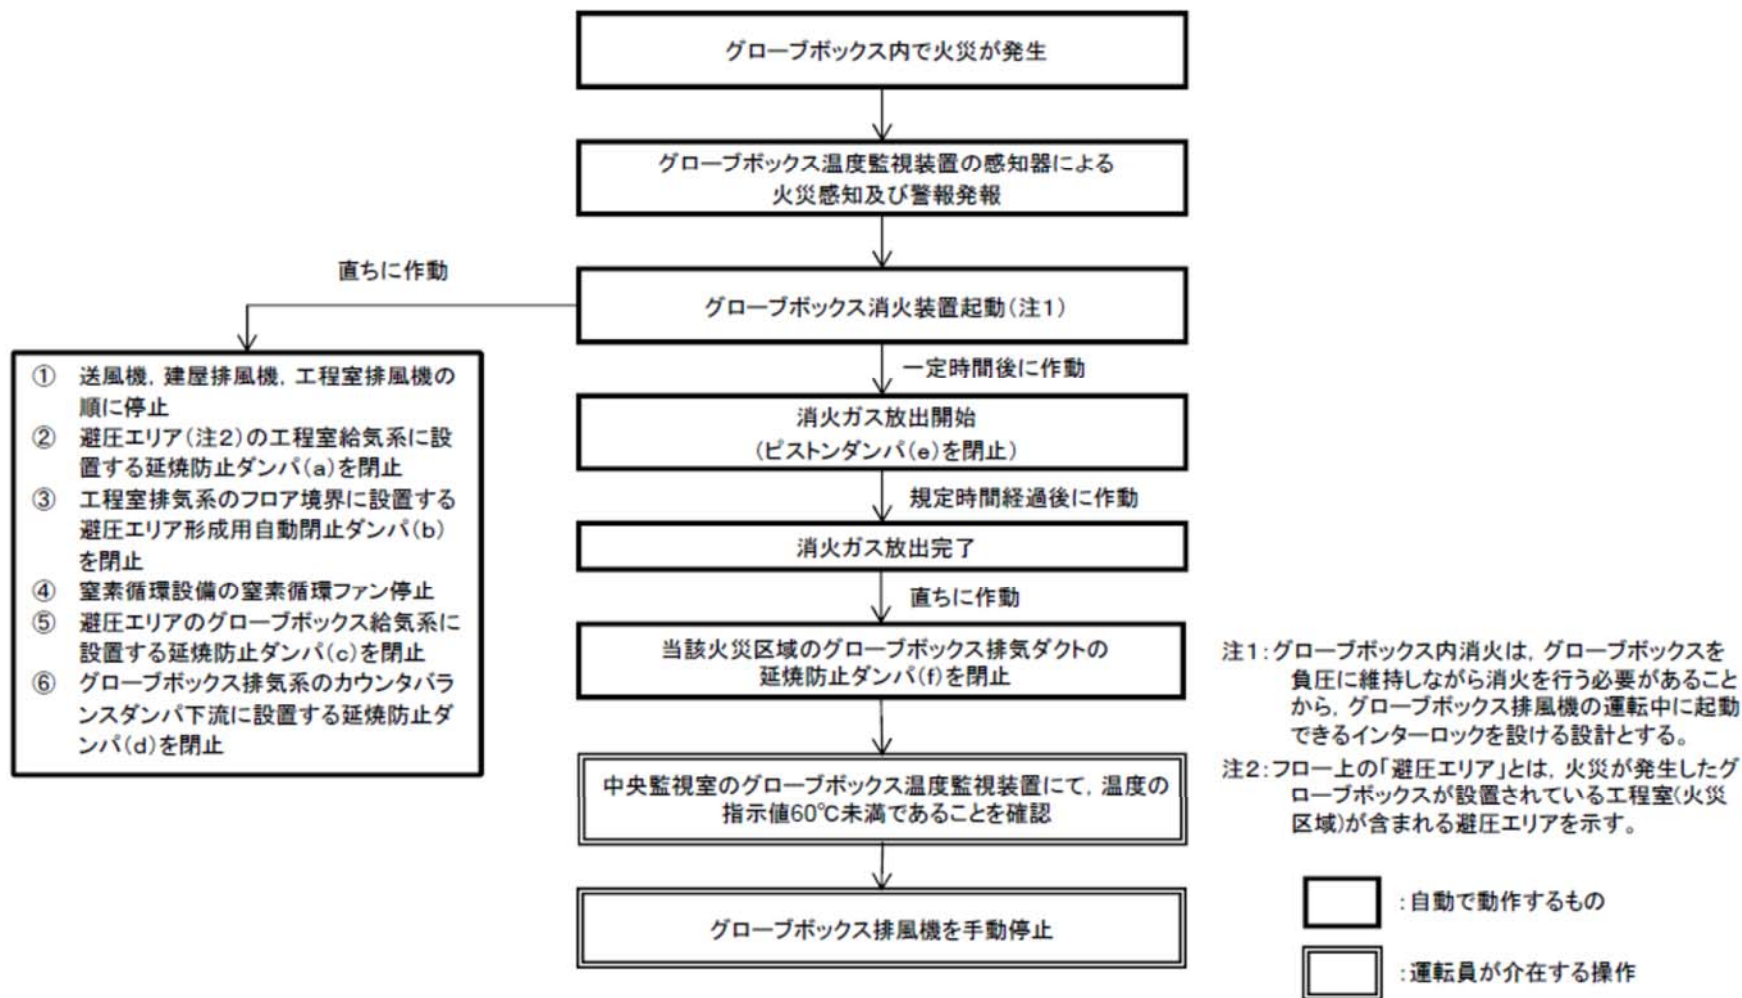 グローブボックス内で火災が発生
グローブボックス温度監視装置の感知器による
火災感知及び警報発報
直ちに作動
グローブボックス消火装置起動(注1)
① 送風機，建屋排風機，工程室排風機の
順に停止
② 避圧エリア(注2)の工程室給気系に設
置する延焼防止ダンパ(a)を閉止
③ 工程室排気系のフロア境界に設置する
避圧エリア形成用自動閉止ダンパ(b)
を閉止
④ 窒素循環設備の窒素循環ファン停止
⑤ 避圧エリアのグローブボックス給気系に
設置する延焼防止ダンパ(c)を閉止
⑥ グローブボックス排気系のカウンタバラ
ンスダンパ下流に設置する延焼防止ダ
ンパ(d)を閉止
一定時間後に作動
消火ガス放出開始
(ピストンダンパ(e)を閉止)
規定時間経過後に作動
消火ガス放出完了
直ちに作動
当該火災区域のグローブボックス排気ダクトの
延焼防止ダンパ(f)を閉止
中央監視室のグローブボックス温度監視装置にて，温度の
指示値60℃未満であることを確認
グローブボックス排風機を手動停止
注1:グローブボックス内消火は，グローブボックスを
負圧に維持しながら消火を行う必要があること
から，グローブボックス排風機の運転中に起動
できるインターロックを設ける設計とする。
注2:フロー上の「避圧エリア」とは，火災が発生したグ
ローブボックスが設置されている工程室(火災
区域)が含まれる避圧エリアを示す。
:自動で動作するもの
:運転員が介在する操作